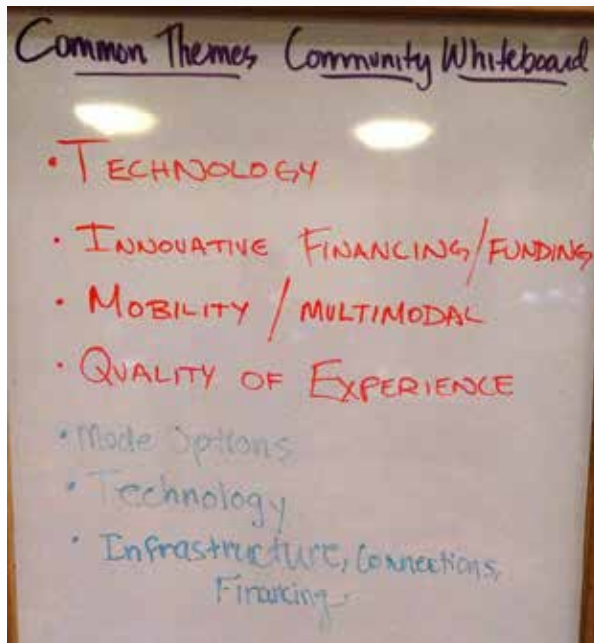 Common Themes Community Whiteboard
• TECHNOLOGY
• INNOVATIVE FINANCING/FUNDING
• MOBILITY / MULTIMODAL
• QUALITY OF EXPERIENCE
• Mode Options
• Technology
• Infrastructure, Connections,
Financing